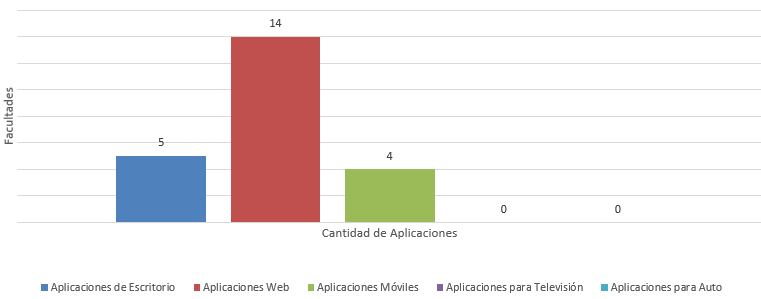 14
5
4
0
0
Facultades
Cantidad de Aplicaciones
Aplicaciones de Escritorio Aplicaciones Web Aplicaciones Móviles Aplicaciones para Televisión Aplicaciones para Auto